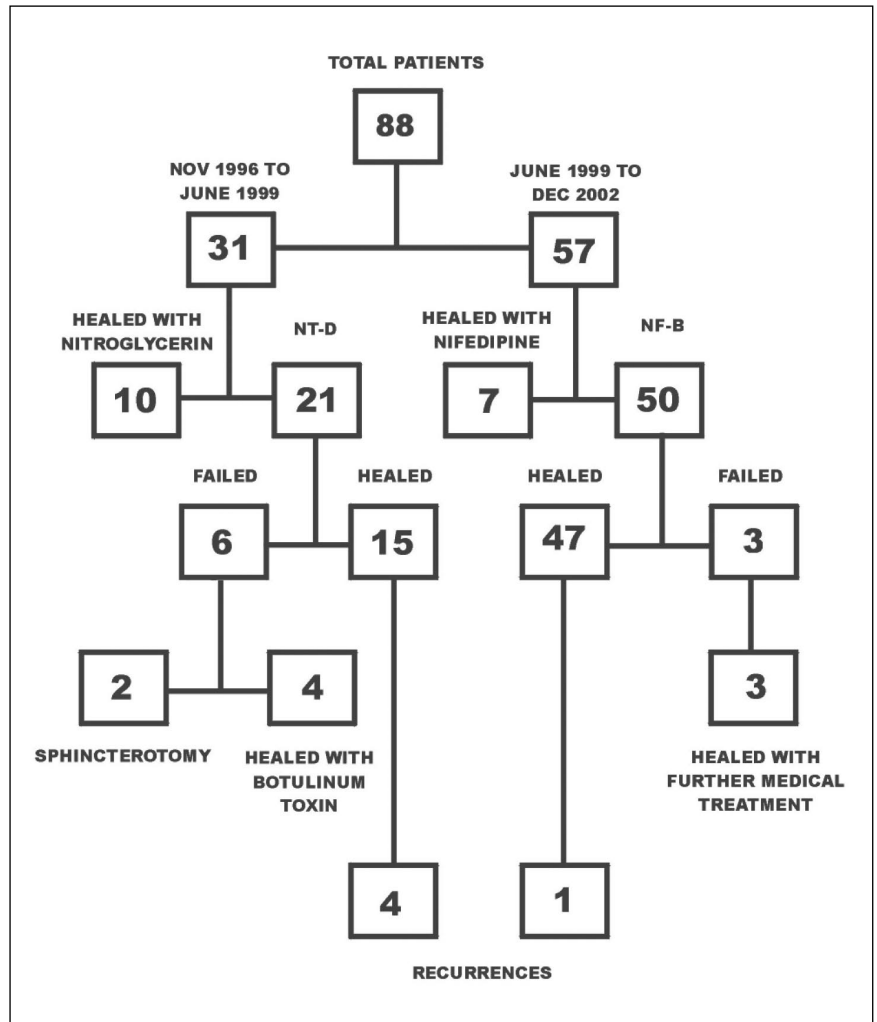 TOTAL PATIENTS
88
NOV 1996 TO
JUNE 1999
JUNE 1999 TO
DEC 2002
31
57
HEALED WITH
NITROGLYCERIN
NT-D
HEALED WITH
NIFEDIPINE
NF-B
10
21
7
50
FAILED
HEALED
HEALED
FAILED
6
15
47
3
2
4
3
SPHINCTEROTOMY
HEALED WITH
BOTULINUM
TOXIN
HEALED WITH
FURTHER MEDICAL
TREATMENT
4
1
RECURRENCES